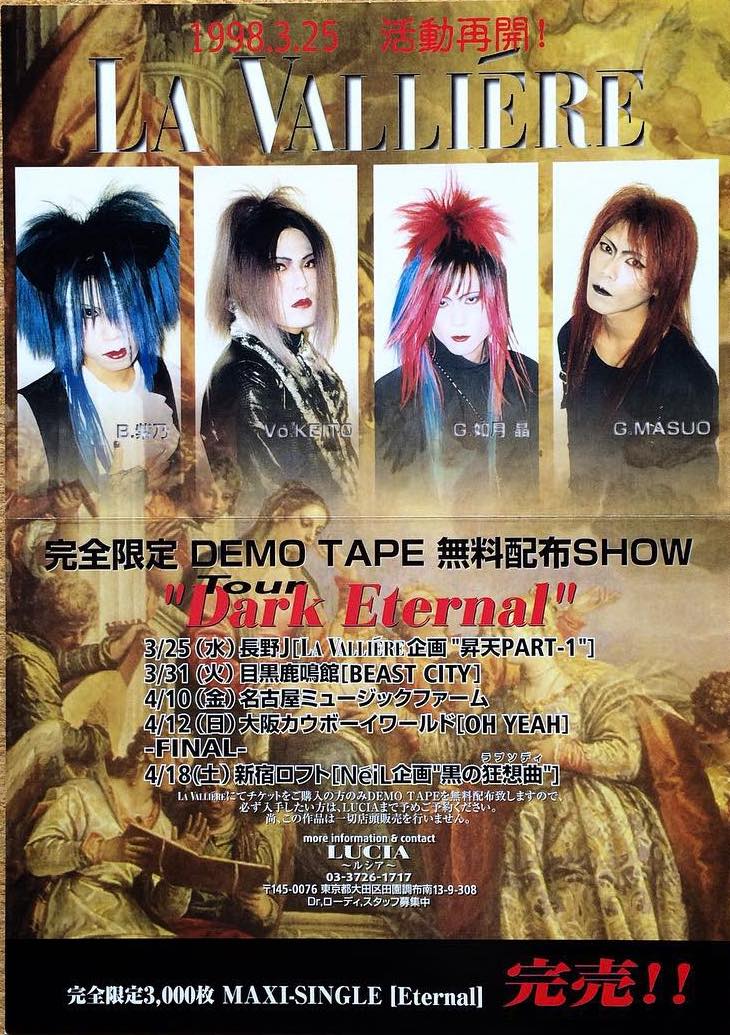 1998.3.25 活動再開!
LA VALLIÉRE
B.紫乃
Vo.KEITO
G.如月 晶
G.MASUO
完全限定 DEMO TAPE 無料配布SHOW
Tour
"Dark Eternal"
3/25(水)長野J[LA VALLIÉRE企画"昇天PART-1"]
3/31(火)目黒鹿鳴館[BEAST CITY]
4/10(金)名古屋ミュージックファーム
4/12(日)大阪カウボーイワールド[OH YEAH]
-FINAL-
ラプソディ
4/18(土)新宿ロフト[NéiL企画"黒の狂想曲"]
LA VALLIÉREにてチケットをご購入の方のみDEMO TAPEを無料配布致しますので、
必ず入手したい方は、LUCIAまで予めご予約ください。
尚、この作品は一切店頭販売を行いません。
more information & contact
LUCIA
～ルシア～
03-3726-1717
〒145-0076 東京都大田区田園調布南13-9-308
Dr,ローディ,スタッフ募集中
完全限定3,000枚 MAXI-SINGLE [Eternal] 完売!!